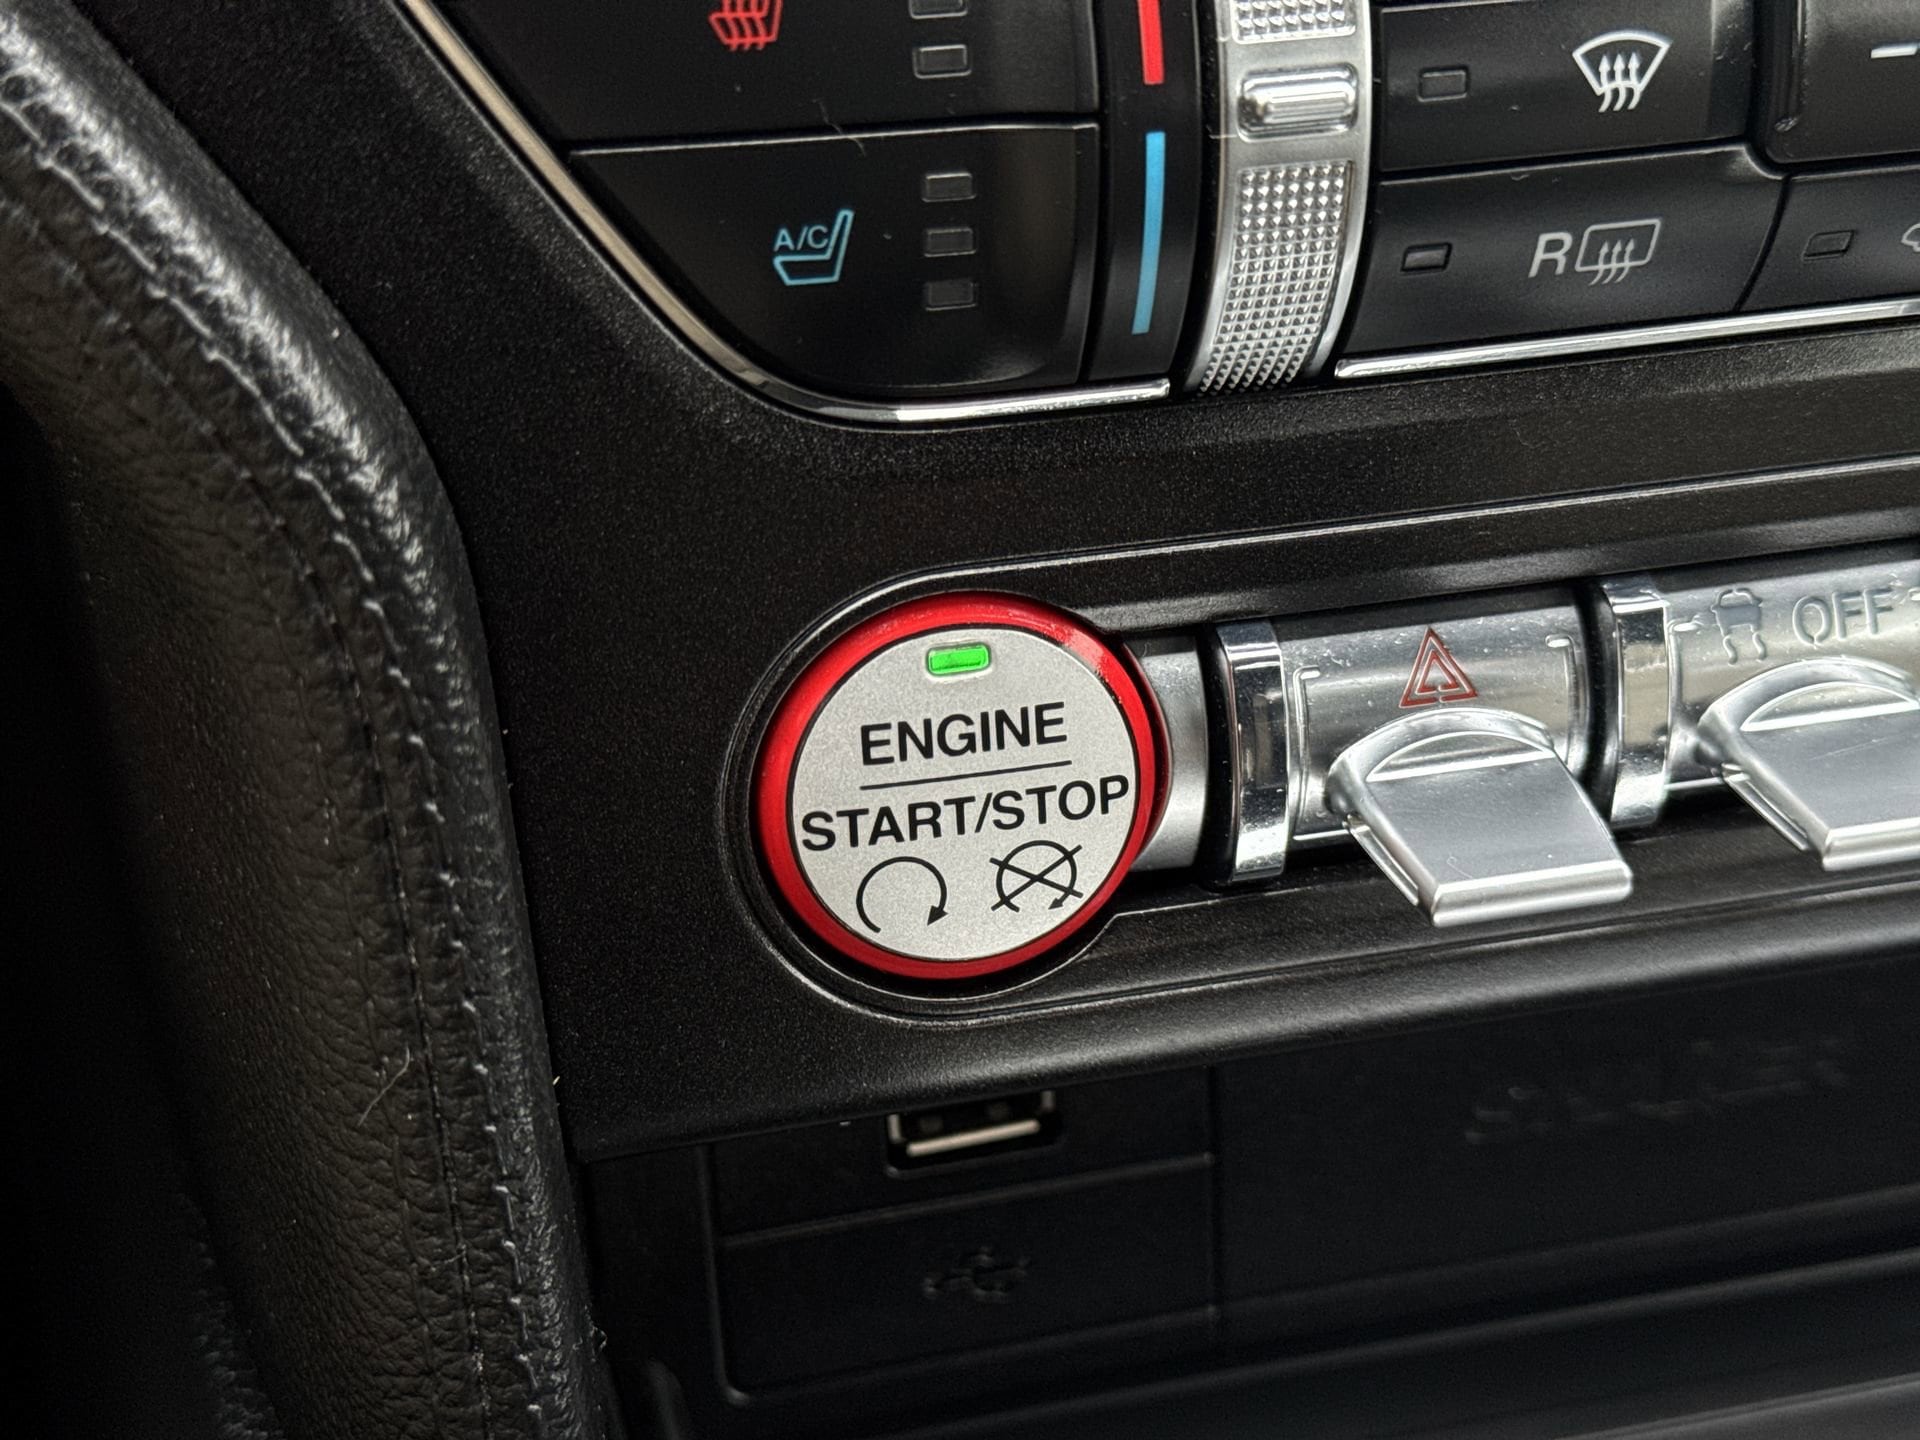 A/C
R
OFF
ENGINE
START/STOP